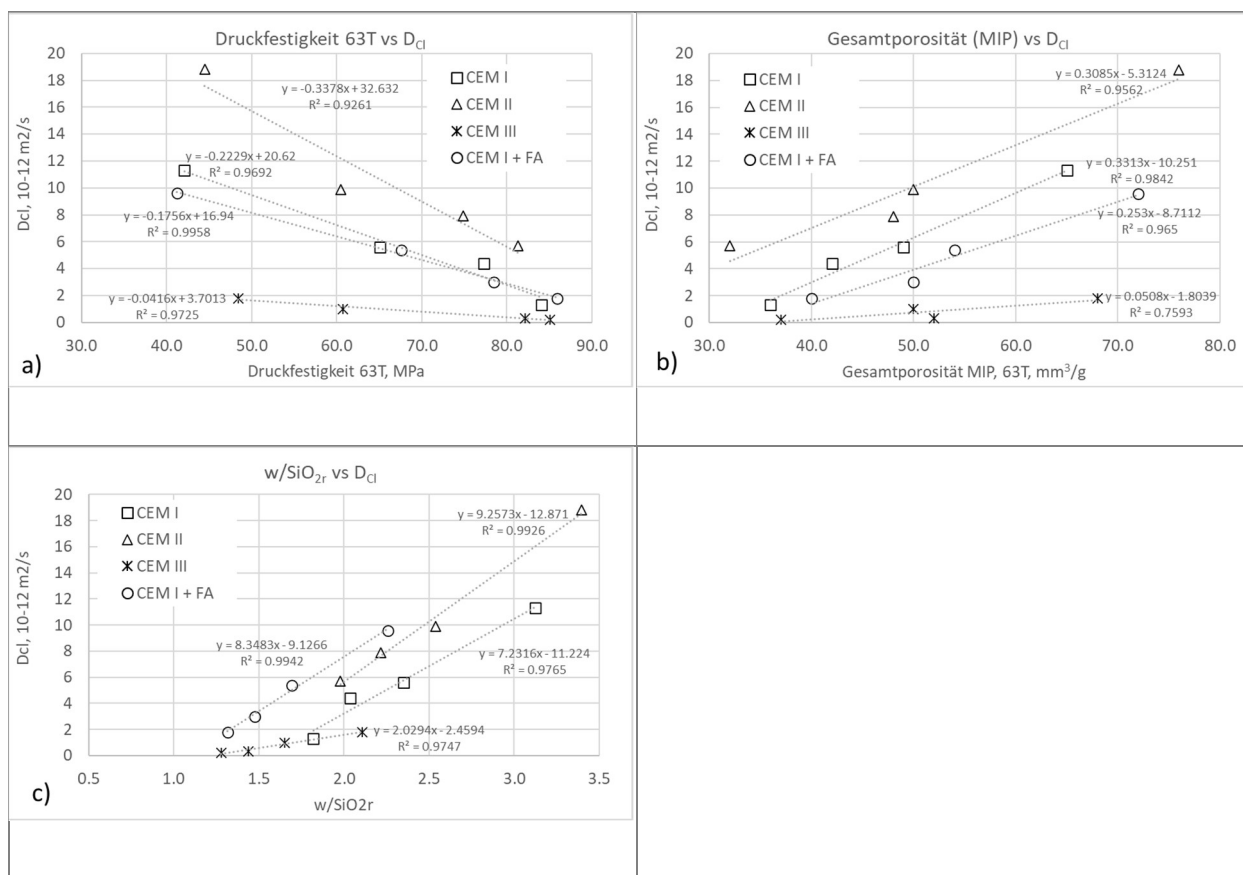 Druckfestigkeit 63T vs DCl
20
18
16
14
12
10
8
6
4
2
0
Dcl, 10-12 m2/s
CEM I
CEM II
CEM III
CEM I + FA
y = -0.3378x + 32.632
R² = 0.9261
y = -0.2229x + 20.62
R² = 0.9692
y = -0.1756x + 16.94
R² = 0.9958
y = -0.0416x + 3.7013
R² = 0.9725
30.0 40.0 50.0 60.0 70.0 80.0 90.0
a)
Druckfestigkeit 63T, MPa
Gesamtporosität (MIP) vs DCl
20
18
16
14
12
10
8
6
4
2
0
Dcl, 10-12 m2/s
CEM I
CEM II
CEM III
CEM I + FA
y = 0.3085x - 5.3124
R² = 0.9562
y = 0.3313x - 10.251
R² = 0.9842
y = 0.253x - 8.7112
R² = 0.965
y = 0.0508x - 1.8039
R² = 0.7593
30.0 40.0 50.0 60.0 70.0 80.0
b)
Gesamtporosität MIP, 63T, mm³/g
w/SiO2r vs DCl
20
18
16
14
12
10
8
6
4
2
0
Dcl, 10-12 m2/s
CEM I
CEM II
CEM III
CEM I + FA
y = 9.2573x - 12.871
R² = 0.9926
y = 8.3483x - 9.1266
R² = 0.9942
y = 7.2316x - 11.224
R² = 0.9765
y = 2.0294x - 2.4594
R² = 0.9747
0.5 1.0 1.5 2.0 2.5 3.0 3.5
c)
w/SiO2r